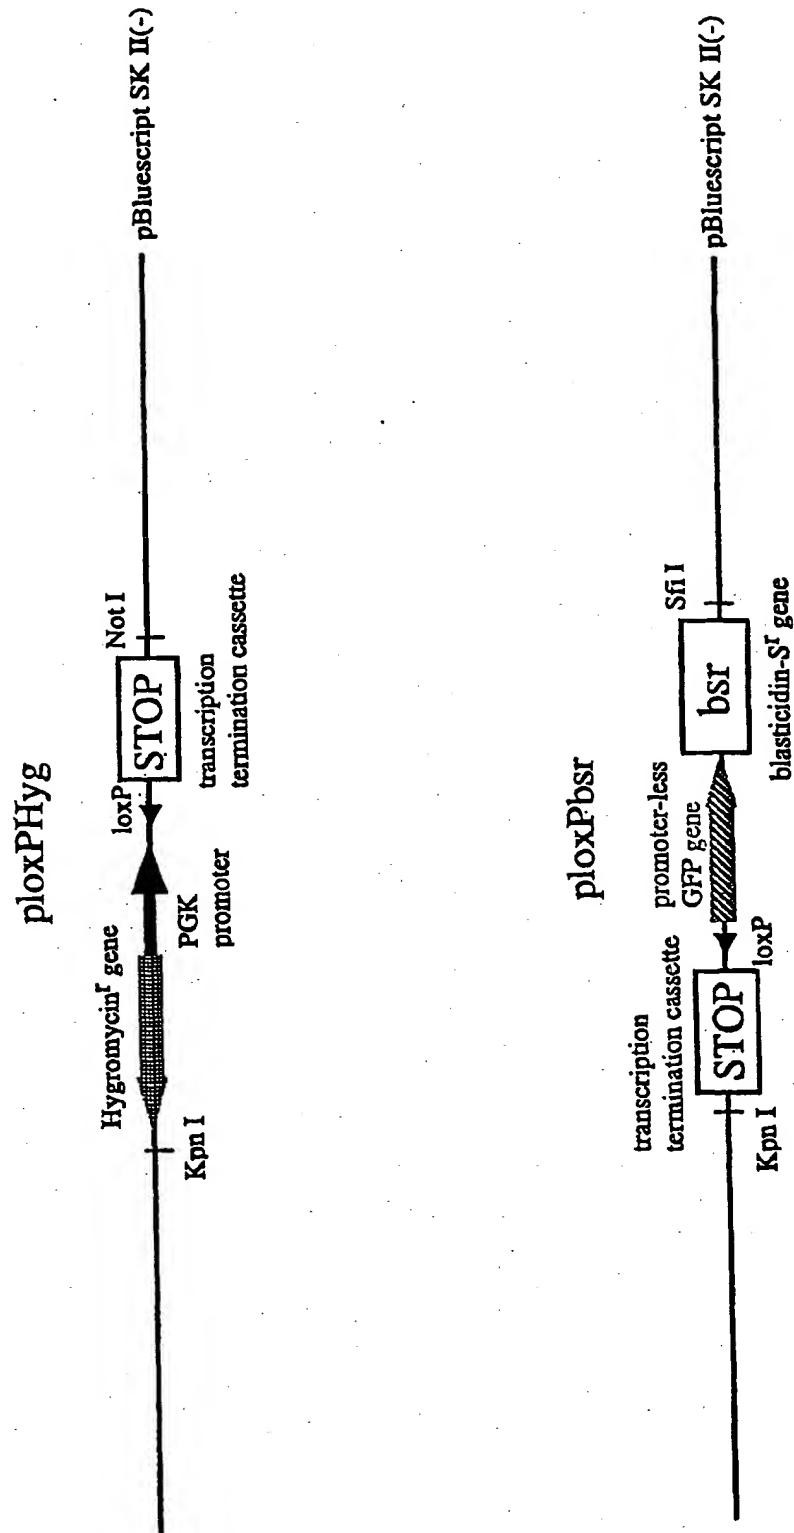 ploxPHyg
Hygromycinʳ gene
loxP
Not I
STOP
pBluescript SK II(-)
Kpn I
PGK
promoter
transcription
termination cassette
ploxPbsr
transcription
termination cassette
promoter-less
GFP gene
Sfi I
STOP
bsr
pBluescript SK II(-)
Kpn I
loxP
blasticidin-Sʳ gene